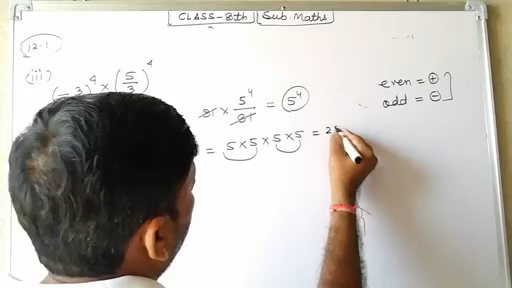 CLASS-8th Sub. Maths
12.1
(iii) (-3)⁴ × (5/3)⁴
81 × 5⁴/81 = 5⁴
= 5×5×5×5 = 25
even = ⊕
odd = ⊖